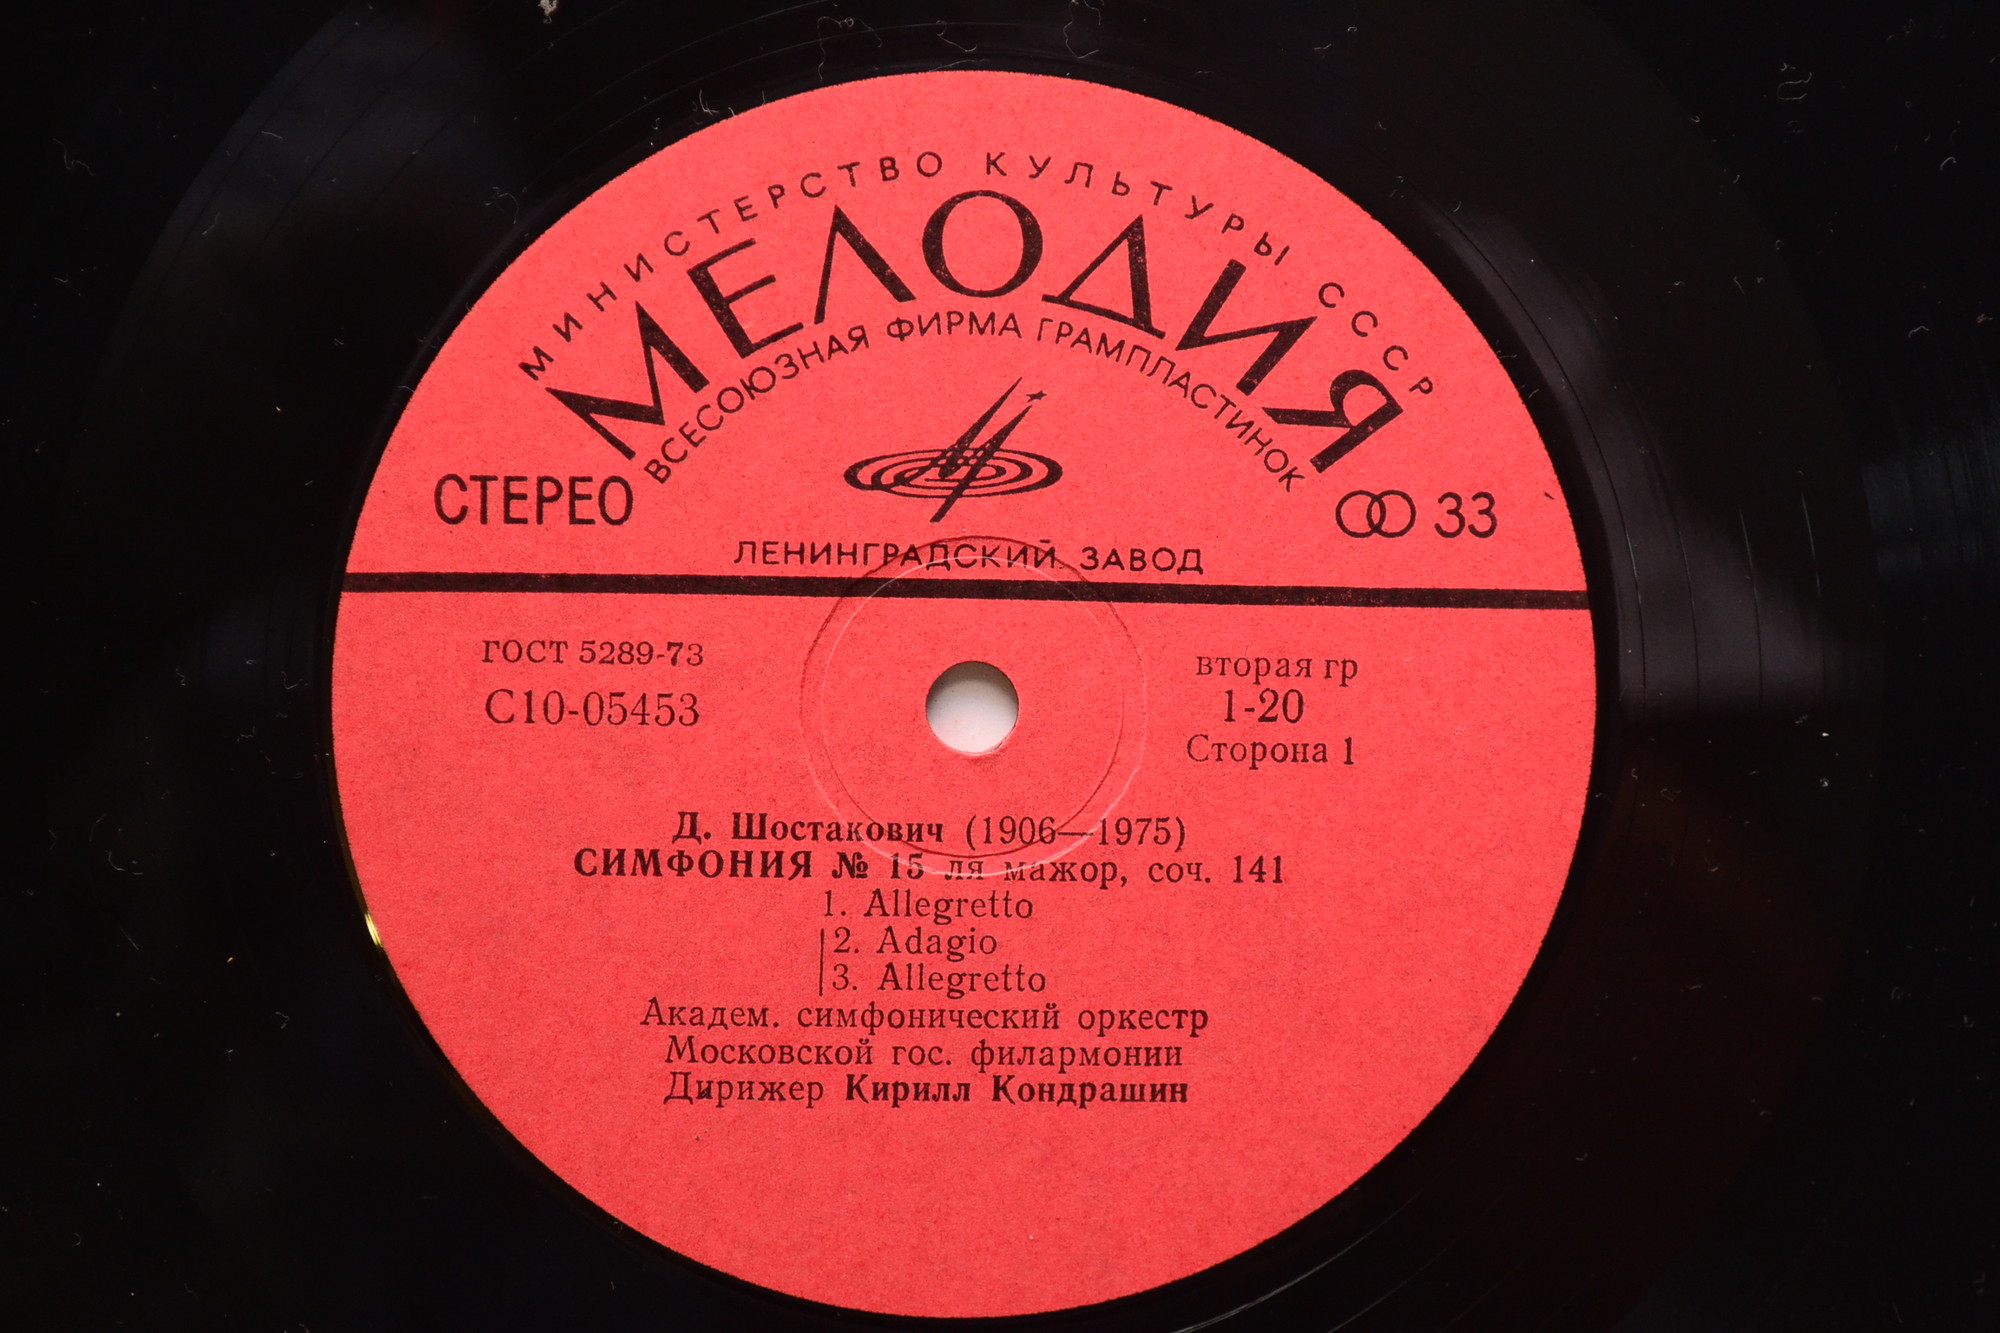 МИНИСТЕРСТВО КУЛЬТУРЫ СССР
МЕЛОДИЯ
ВСЕСОЮЗНАЯ ФИРМА ГРАМПЛАСТИНОК
СТЕРЕО
33
ЛЕНИНГРАДСКИЙ ЗАВОД
ГОСТ 5289-73
С10-05453
вторая гр
1-20
Сторона 1
Д. Шостакович (1906—1975)
СИМФОНИЯ № 15 ля мажор, соч. 141
1. Allegretto
2. Adagio
3. Allegretto
Академ. симфонический оркестр
Московской гос. филармонии
Дирижер Кирилл Кондрашин